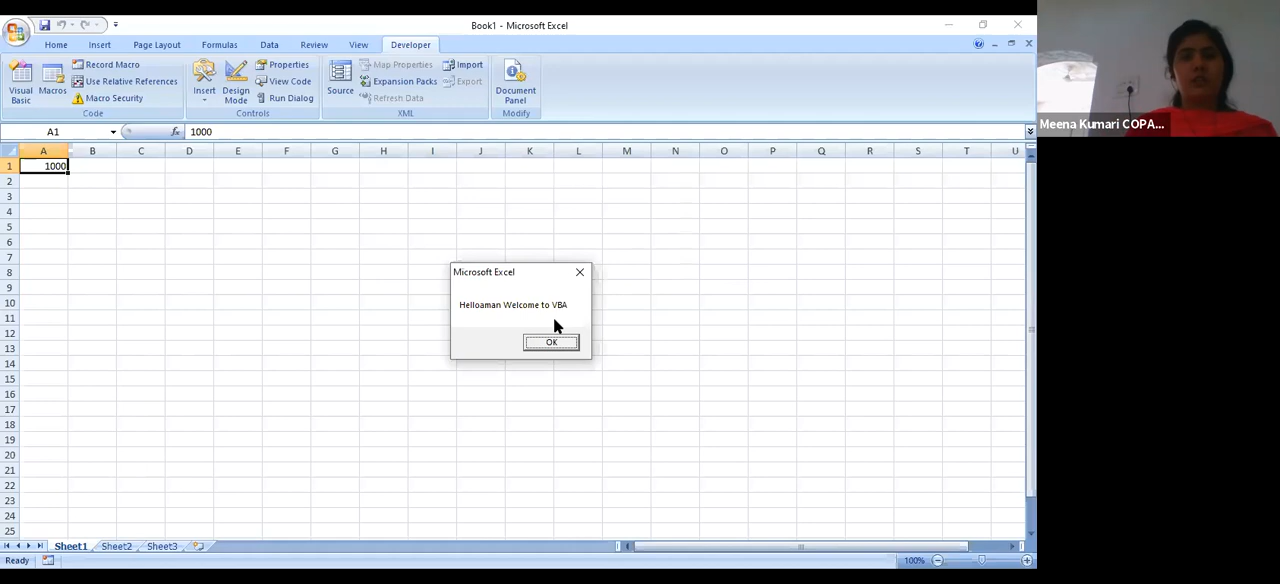 Book1 - Microsoft Excel
Home Insert Page Layout Formulas Data Review View Developer
Visual Basic
Macros
Record Macro
Use Relative References
Macro Security
Code
Insert
Design Mode
Properties
View Code
Run Dialog
Controls
Source
Map Properties
Expansion Packs
Refresh Data
Import
Export
XML
Document Panel
Modify
Meena Kumari COPA...
A1 fx 1000
A B C D E F G H I J K L M N O P Q R S T U
1 1000
2
3
4
5
6
7
8
9
10
11
12
13
14
15
16
17
18
19
20
21
22
23
24
25
Microsoft Excel
Helloaman Welcome to VBA
OK
Sheet1 Sheet2 Sheet3
Ready 100%